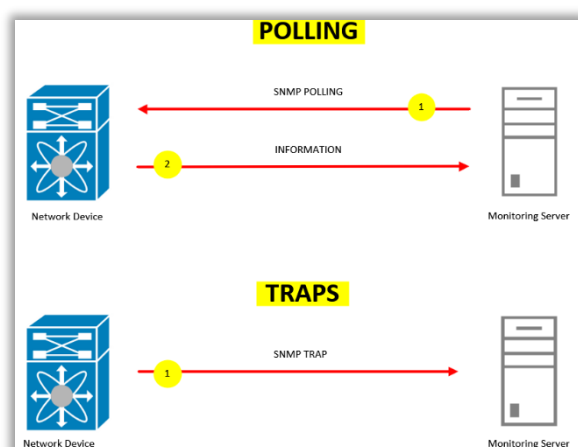 POLLING
SNMP POLLING
1
INFORMATION
2
Network Device
Monitoring Server
TRAPS
SNMP TRAP
1
Network Device
Monitoring Server